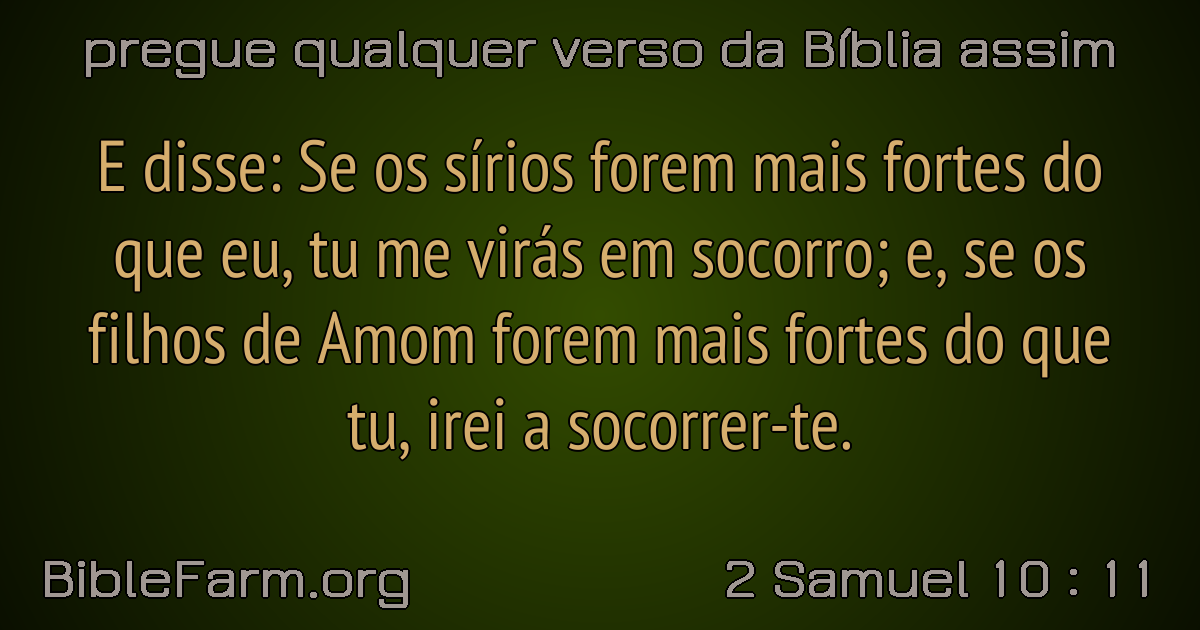 pregue qualquer verso da Bíblia assim
E disse: Se os sírios forem mais fortes do
que eu, tu me virás em socorro; e, se os
filhos de Amom forem mais fortes do que
tu, irei a socorrer-te.
BibleFarm.org
2 Samuel 10 : 11